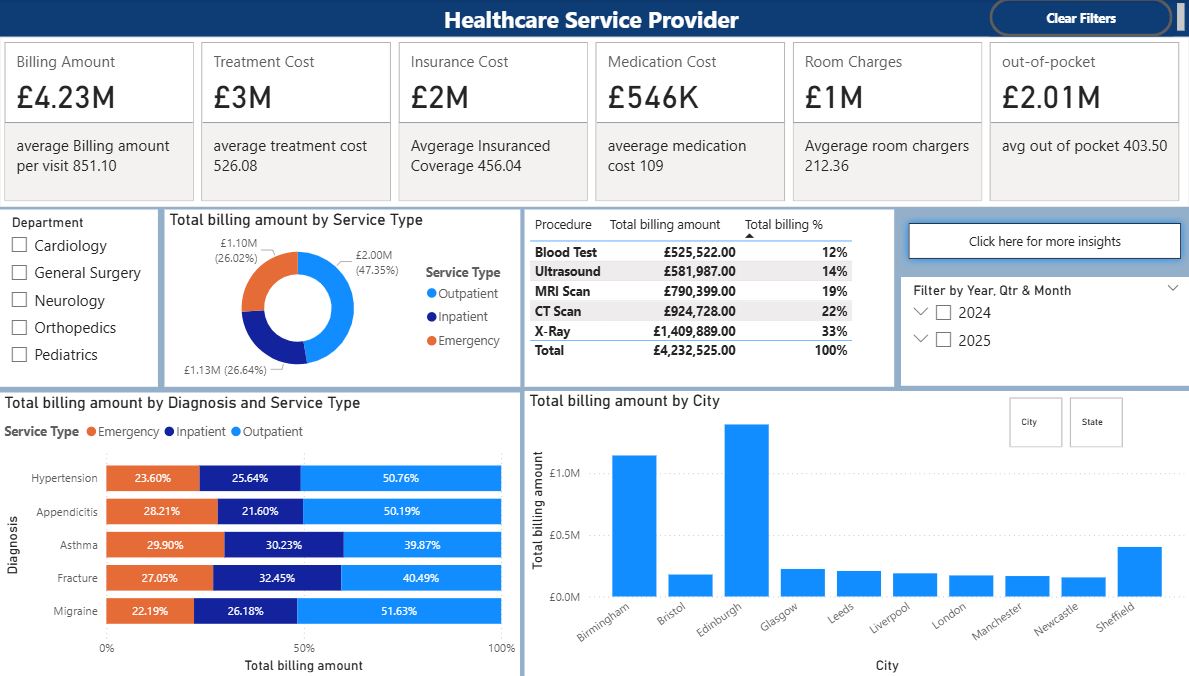 Healthcare Service Provider
Clear Filters
Billing Amount
£4.23M
average Billing amount
per visit 851.10
Treatment Cost
£3M
average treatment cost
526.08
Insurance Cost
£2M
Avgerage Insuranced
Coverage 456.04
Medication Cost
£546K
aveerage medication
cost 109
Room Charges
£1M
Avgerage room chargers
212.36
out-of-pocket
£2.01M
avg out of pocket 403.50
Department
Cardiology
General Surgery
Neurology
Orthopedics
Pediatrics
Total billing amount by Service Type
£1.10M
(26.02%)
£2.00M
(47.35%)
£1.13M (26.64%)
Service Type
Outpatient
Inpatient
Emergency
Procedure Total billing amount Total billing %
Blood Test £525,522.00 12%
Ultrasound £581,987.00 14%
MRI Scan £790,399.00 19%
CT Scan £924,728.00 22%
X-Ray £1,409,889.00 33%
Total £4,232,525.00 100%
Click here for more insights
Filter by Year, Qtr & Month
2024
2025
Total billing amount by Diagnosis and Service Type
Service Type Emergency Inpatient Outpatient
Diagnosis
Hypertension 23.60% 25.64% 50.76%
Appendicitis 28.21% 21.60% 50.19%
Asthma 29.90% 30.23% 39.87%
Fracture 27.05% 32.45% 40.49%
Migraine 22.19% 26.18% 51.63%
0% 50% 100%
Total billing amount
Total billing amount by City
City
State
Total billing amount
£1.0M
£0.5M
£0.0M
Birmingham
Bristol
Edinburgh
Glasgow
Leeds
Liverpool
London
Manchester
Newcastle
Sheffield
City